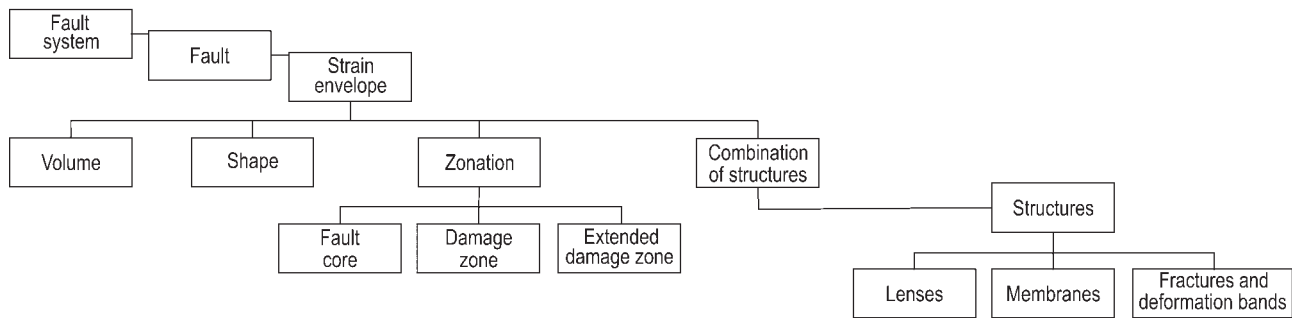 Fault
system
Fault
Strain
envelope
Volume
Shape
Zonation
Combination
of structures
Structures
Fault
core
Damage
zone
Extended
damage zone
Lenses
Membranes
Fractures and
deformation bands